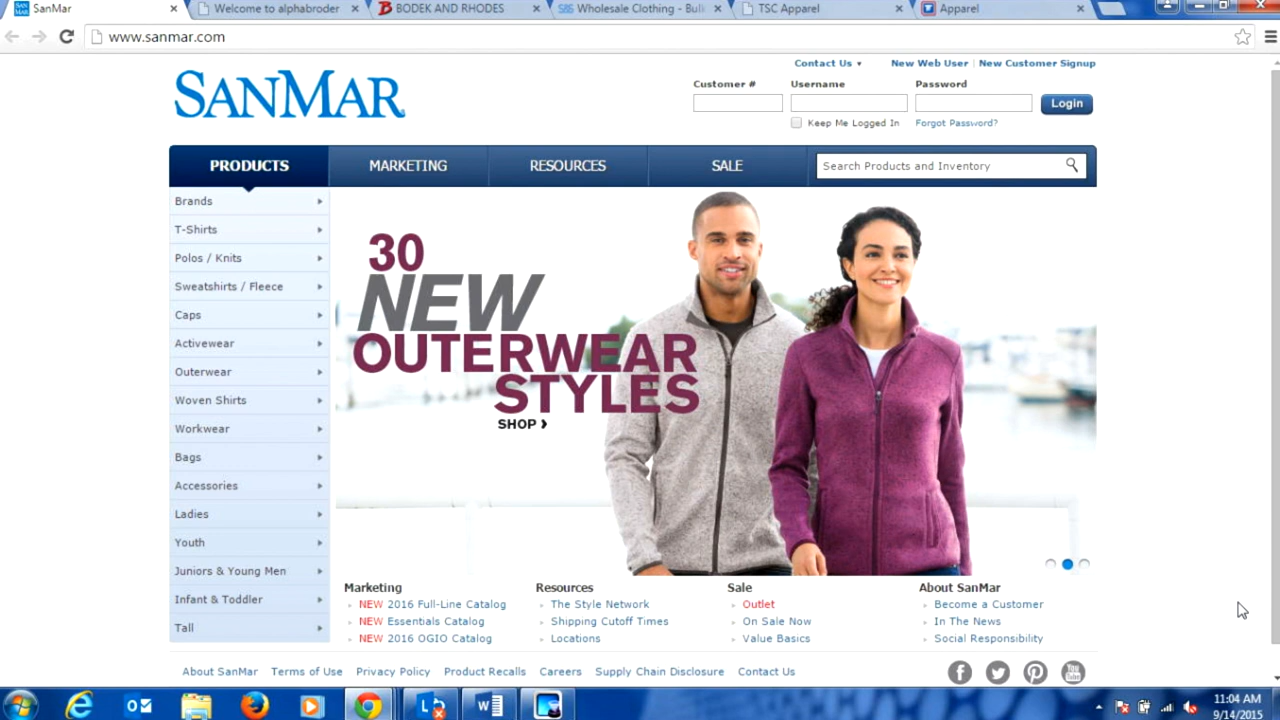 SanMar
Welcome to alphabroder
BODEK AND RHODES
S&S Wholesale Clothing - Bulk
TSC Apparel
Apparel
www.sanmar.com
Contact Us
New Web User | New Customer Signup
SANMAR
Customer #
Username
Password
Login
Keep Me Logged In
Forgot Password?
PRODUCTS
MARKETING
RESOURCES
SALE
Search Products and Inventory
Brands
T-Shirts
Polos / Knits
Sweatshirts / Fleece
Caps
Activewear
Outerwear
Woven Shirts
Workwear
Bags
Accessories
Ladies
Youth
Juniors & Young Men
Infant & Toddler
Tall
30
NEW
OUTERWEAR
STYLES
SHOP
Marketing
NEW 2016 Full-Line Catalog
NEW Essentials Catalog
NEW 2016 OGIO Catalog
Resources
The Style Network
Shipping Cutoff Times
Locations
Sale
Outlet
On Sale Now
Value Basics
About SanMar
Become a Customer
In The News
Social Responsibility
About SanMar
Terms of Use
Privacy Policy
Product Recalls
Careers
Supply Chain Disclosure
Contact Us
You Tube
11:04 AM
9/14/2015